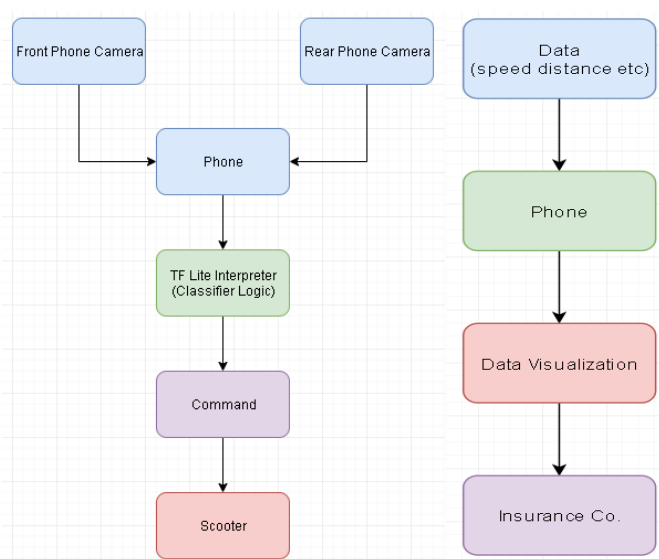 Front Phone Camera
Rear Phone Camera
Phone
TF Lite Interpreter
(Classifier Logic)
Command
Scooter
Data
(speed distance etc)
Phone
Data Visualization
Insurance Co.